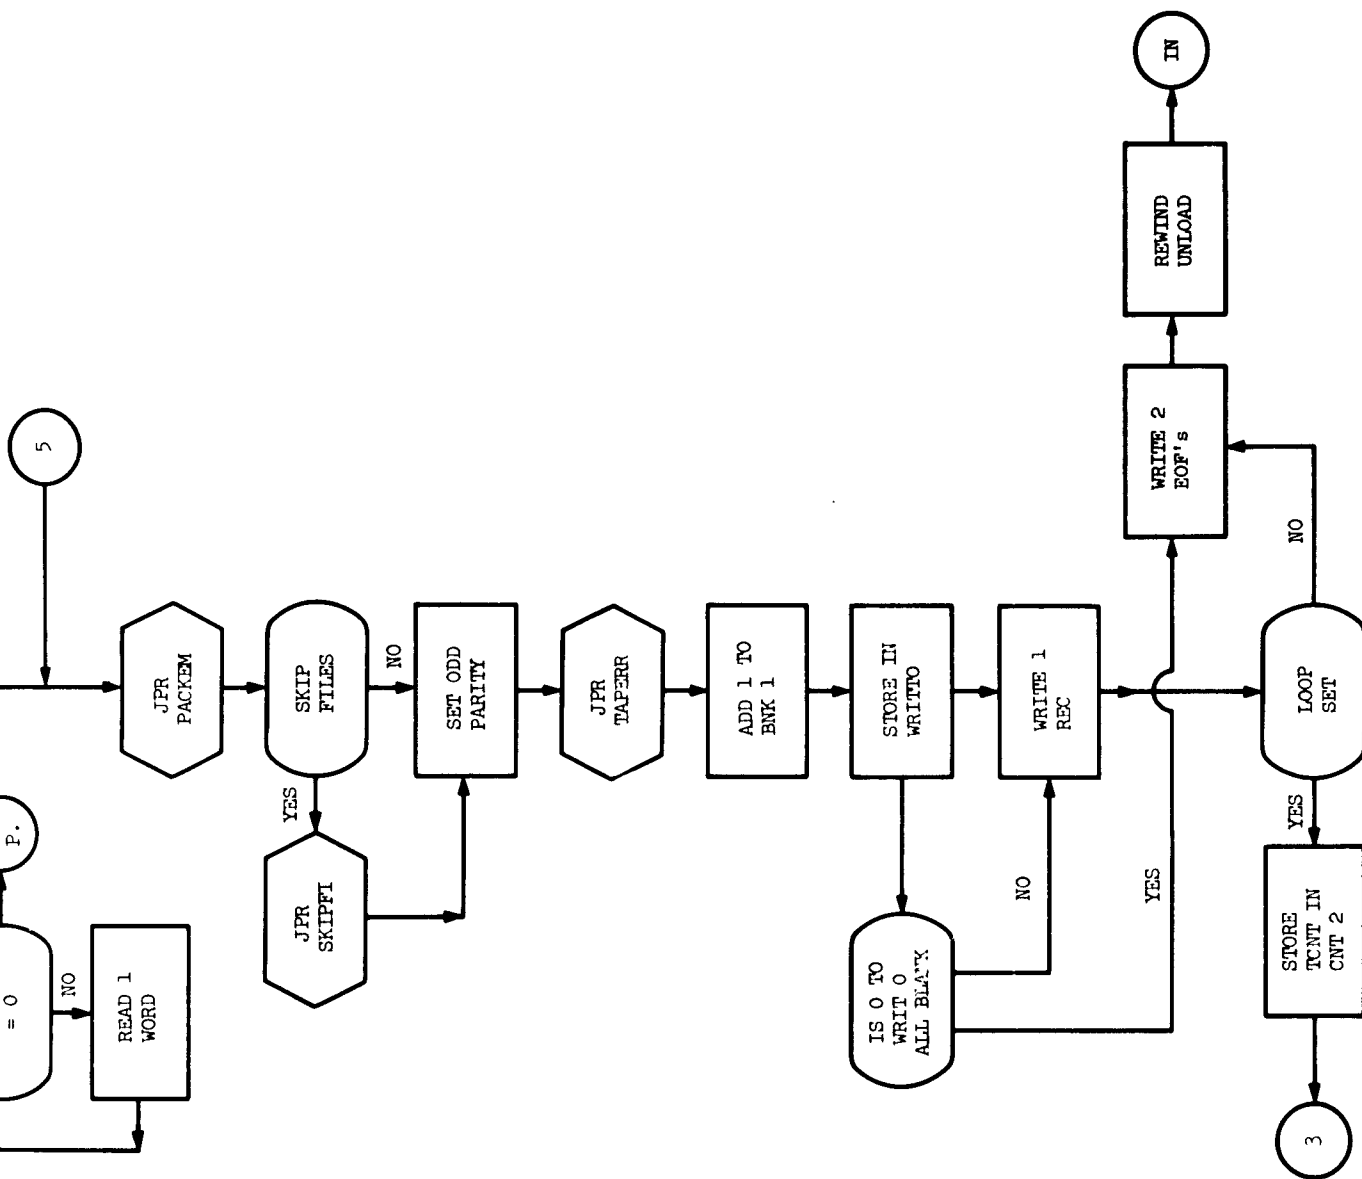 5
P.
= 0
NO
READ 1
WORD
JPR
PACKEM
SKIP
FILES
YES
NO
JPR
SKIPFI
SET ODD
PARITY
JPR
TAPERR
ADD 1 TO
BNK 1
STORE IN
WRITTO
IS 0 TO
WRIT 0
ALL BLANK
NO
YES
WRITE 1
REC
LOOP
SET
NO
YES
WRITE 2
EOF's
REWIND
UNLOAD
IN
STORE
TCNT IN
CNT 2
3